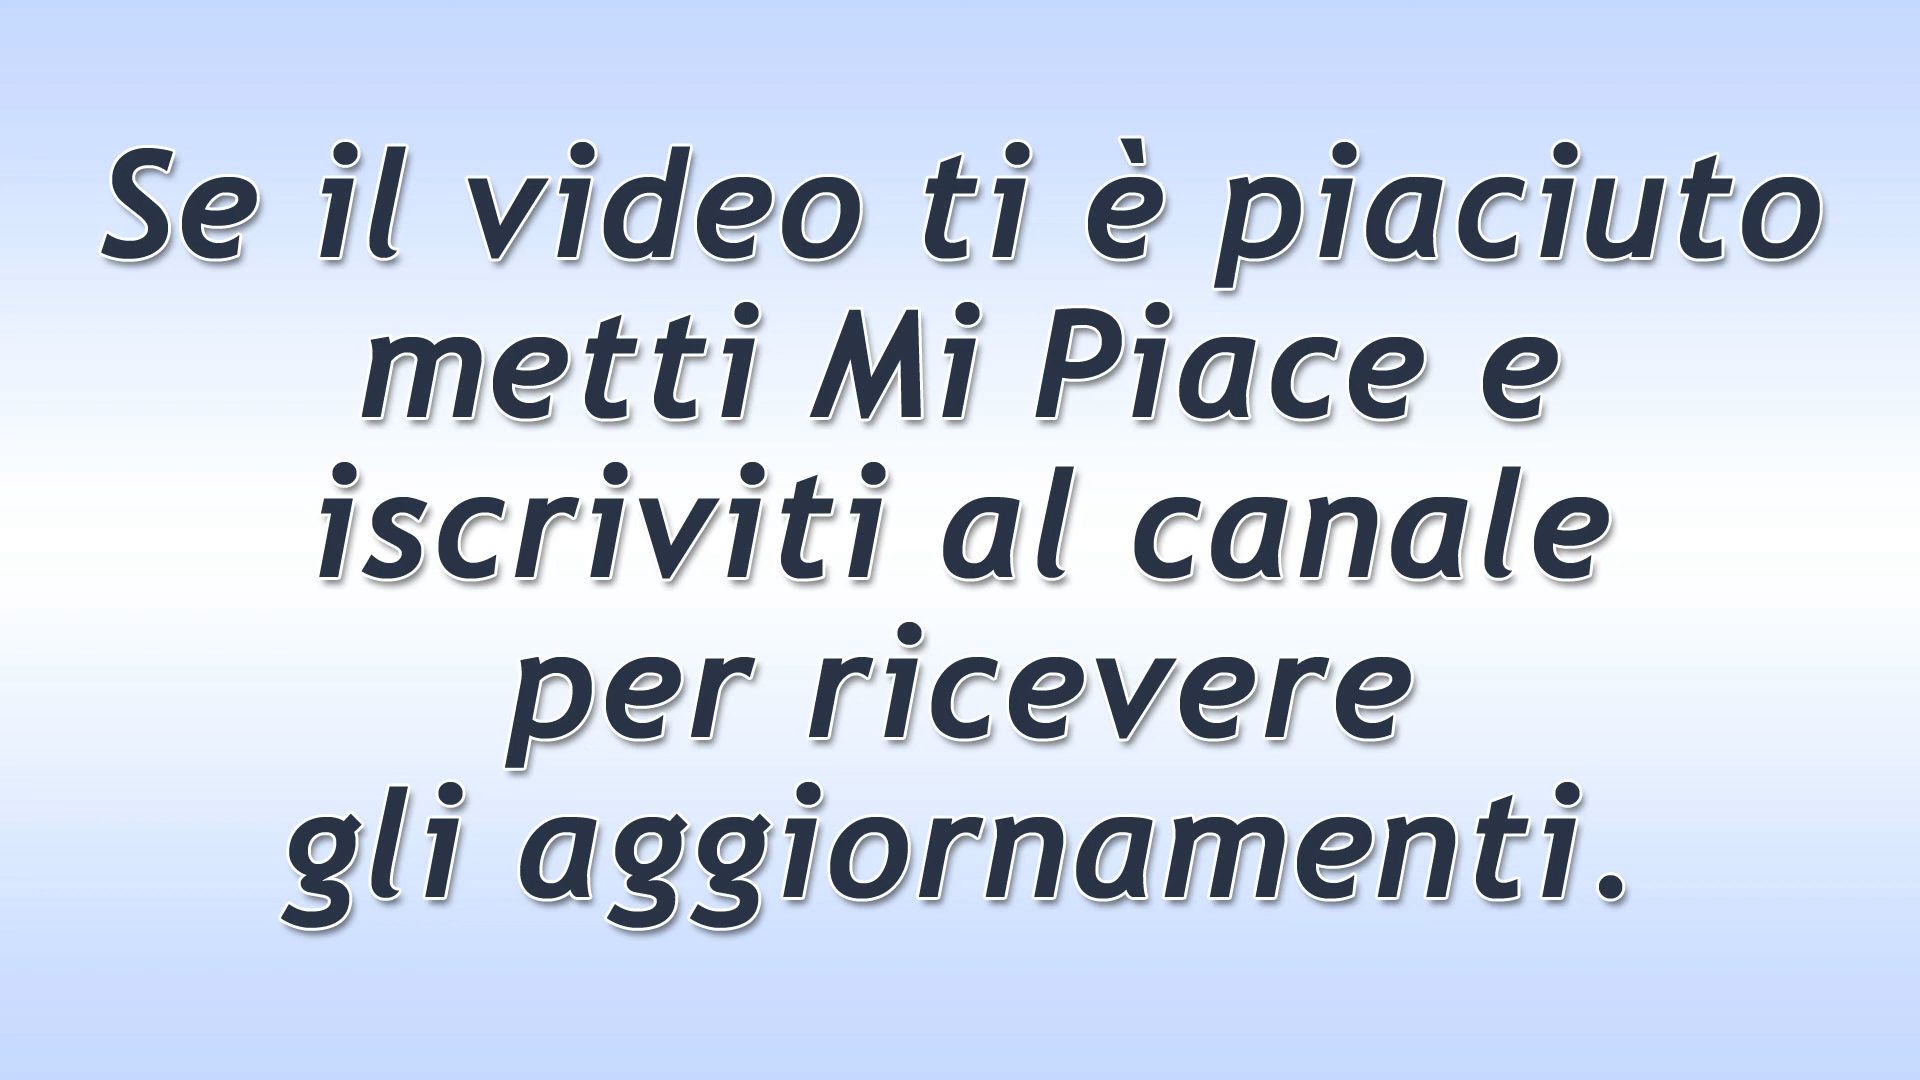 Se il video ti è piaciuto
metti Mi Piace e
iscriviti al canale
per ricevere
gli aggiornamenti.